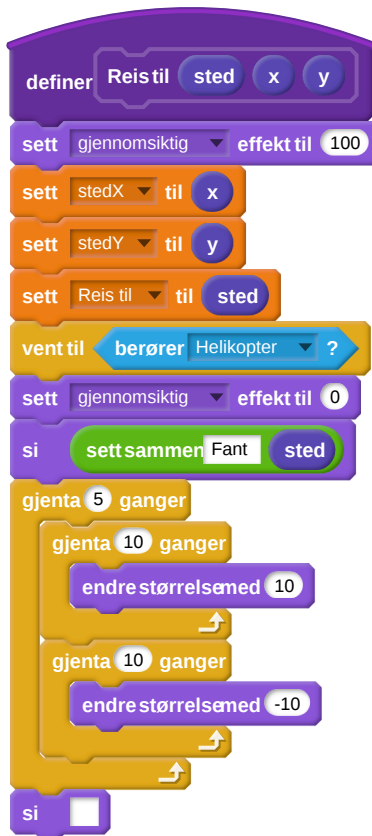 definer Reis til sted x y
sett gjennomsiktig effekt til 100
sett stedX til x
sett stedY til y
sett Reis til til sted
vent til berører Helikopter ?
sett gjennomsiktig effekt til 0
si sett sammen Fant sted
gjenta 5 ganger
gjenta 10 ganger
endre størrelse med 10
gjenta 10 ganger
endre størrelse med -10
si